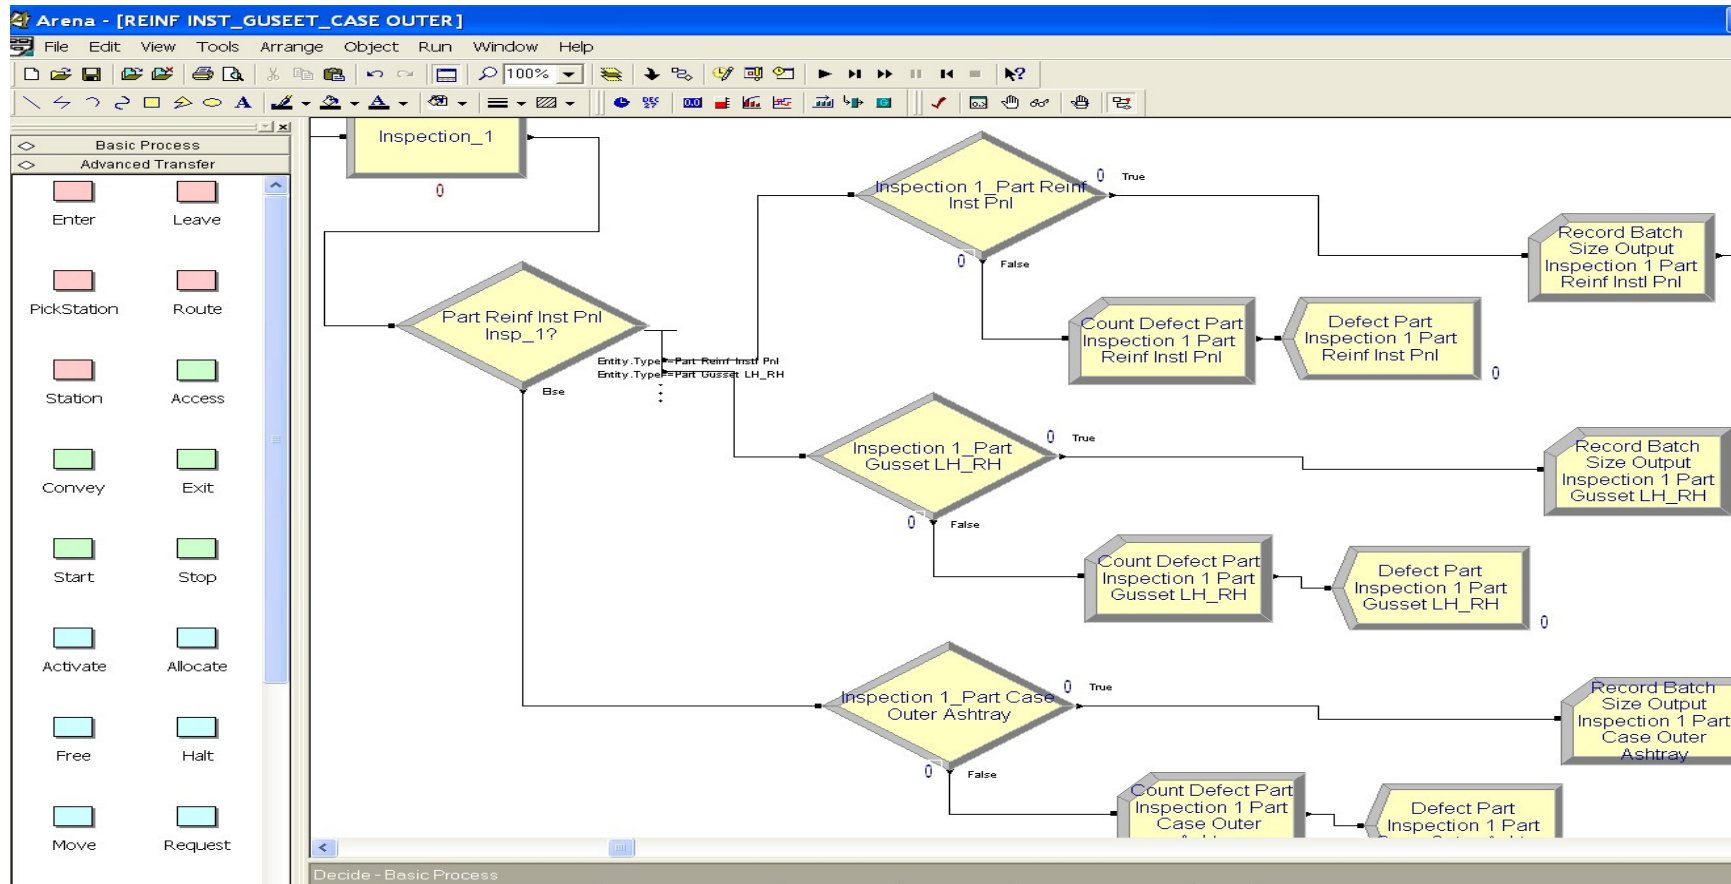 Arena - [REINF INST_GUSEET_CASE OUTER]
File Edit View Tools Arrange Object Run Window Help
100%
Basic Process
Advanced Transfer
Enter Leave
PickStation Route
Station Access
Convey Exit
Start Stop
Activate Allocate
Free Halt
Move Request
Inspection_1
0
Part Reinf Inst Pnl
Insp_1?
Entity.Type==Part Reinf Instl Pnl
Entity.Type==Part Gusset LH_RH
Else
Inspection 1_Part Reinf
Inst Pnl
0 True
0 False
Record Batch
Size Output
Inspection 1 Part
Reinf Instl Pnl
Count Defect Part
Inspection 1 Part
Reinf Instl Pnl
Defect Part
Inspection 1 Part
Reinf Inst Pnl
0
Inspection 1_Part
Gusset LH_RH
0 True
0 False
Record Batch
Size Output
Inspection 1 Part
Gusset LH_RH
Count Defect Part
Inspection 1 Part
Gusset LH_RH
Defect Part
Inspection 1 Part
Gusset LH_RH
0
Inspection 1_Part Case
Outer Ashtray
0 True
0 False
Record Batch
Size Output
Inspection 1 Part
Case Outer
Ashtray
Count Defect Part
Inspection 1 Part
Case Outer
Defect Part
Inspection 1 Part
Decide - Basic Process